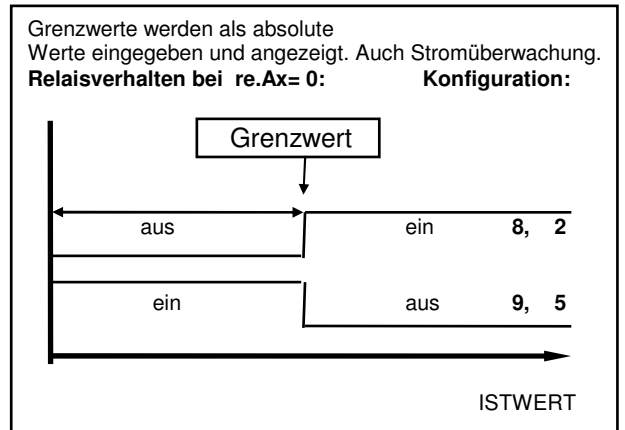 Grenzwerte werden als absolute
Werte eingegeben und angezeigt. Auch Stromüberwachung.
Relaisverhalten bei re.Ax= 0: Konfiguration:
Grenzwert
aus ein 8, 2
ein aus 9, 5
ISTWERT